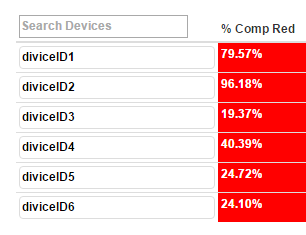 Search Devices % Comp Red
diviceID1 79.57%
diviceID2 96.18%
diviceID3 19.37%
diviceID4 40.39%
diviceID5 24.72%
diviceID6 24.10%